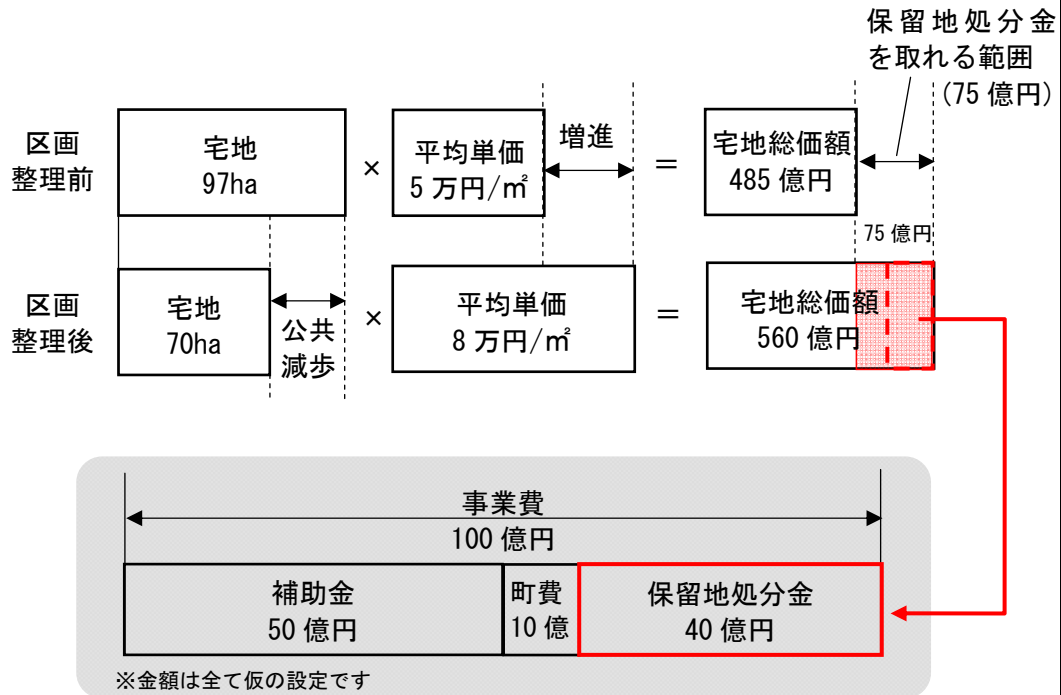 保留地処分金
を取れる範囲
(75 億円)
区画
整理前
宅地
97ha
×
平均単価
5 万円/㎡
増進
＝
宅地総価額
485 億円
75 億円
区画
整理後
宅地
70ha
公共
減歩
×
平均単価
8 万円/㎡
＝
宅地総価額
560 億円
事業費
100 億円
補助金
50 億円
町費
10 億
保留地処分金
40 億円
※金額は全て仮の設定です